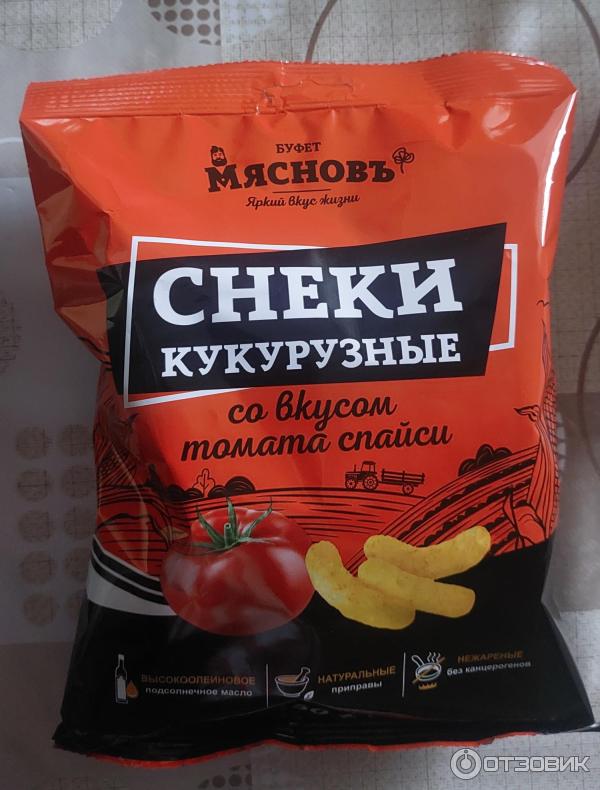 БУФЕТ
МЯСНОВЪ
Яркий вкус жизни
СНЕКИ
КУКУРУЗНЫЕ
со вкусом
томата спайси
ВЫСОКООЛЕИНОВОЕ
подсолнечное масло
НАТУРАЛЬНЫЕ
приправы
НЕЖАРЕНЫЕ
без канцерогенов
ОТЗОВИК